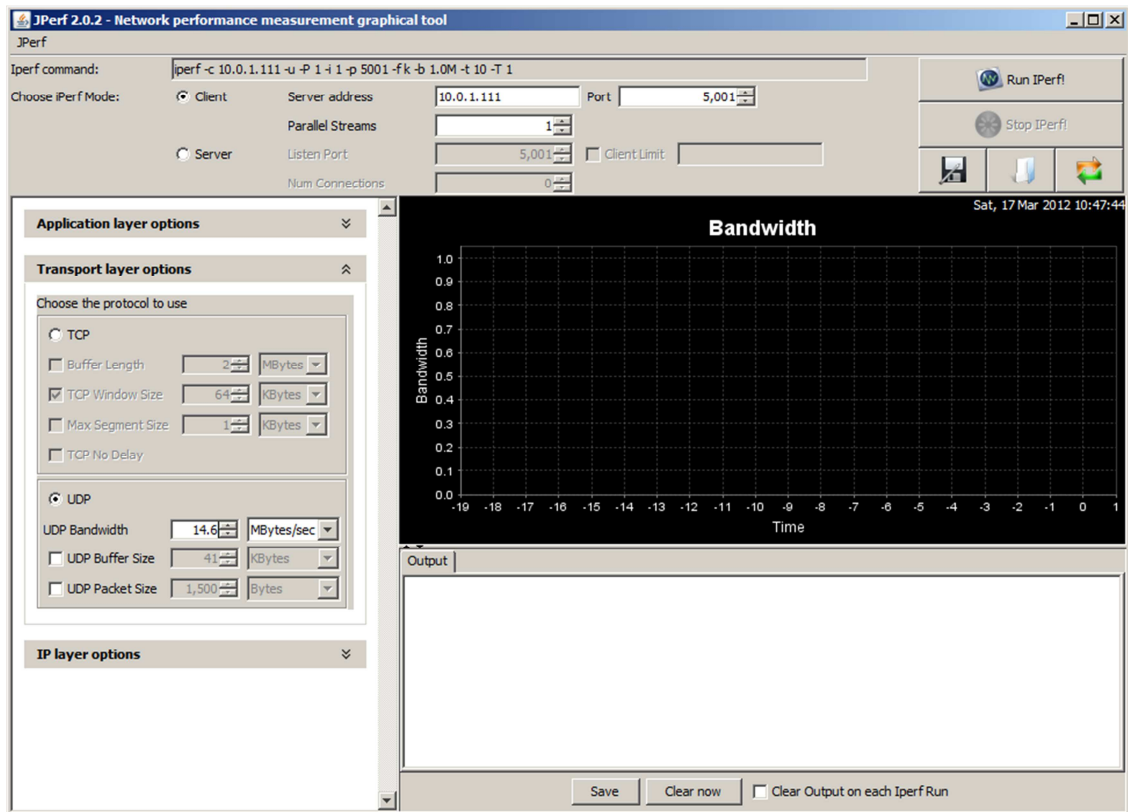 JPerf 2.0.2 - Network performance measurement graphical tool
JPerf
Iperf command: iperf -c 10.0.1.111 -u -P 1 -i 1 -p 5001 -f k -b 1.0M -t 10 -T 1
Run IPerf!
Choose iPerf Mode: Client Server address 10.0.1.111 Port 5,001
Parallel Streams 1
Stop IPerf!
Server Listen Port 5,001 Client Limit
Num Connections 0
Application layer options
Transport layer options
Choose the protocol to use
TCP
Buffer Length 2 MBytes
TCP Window Size 64 KBytes
Max Segment Size 1 KBytes
TCP No Delay
UDP
UDP Bandwidth 14.6 MBytes/sec
UDP Buffer Size 41 KBytes
UDP Packet Size 1,500 Bytes
IP layer options
Sat, 17 Mar 2012 10:47:44
Bandwidth
Bandwidth
1.0
0.9
0.8
0.7
0.6
0.5
0.4
0.3
0.2
0.1
0.0
-19 -18 -17 -16 -15 -14 -13 -12 -11 -10 -9 -8 -7 -6 -5 -4 -3 -2 -1 0 1
Time
Output
Save Clear now Clear Output on each Iperf Run